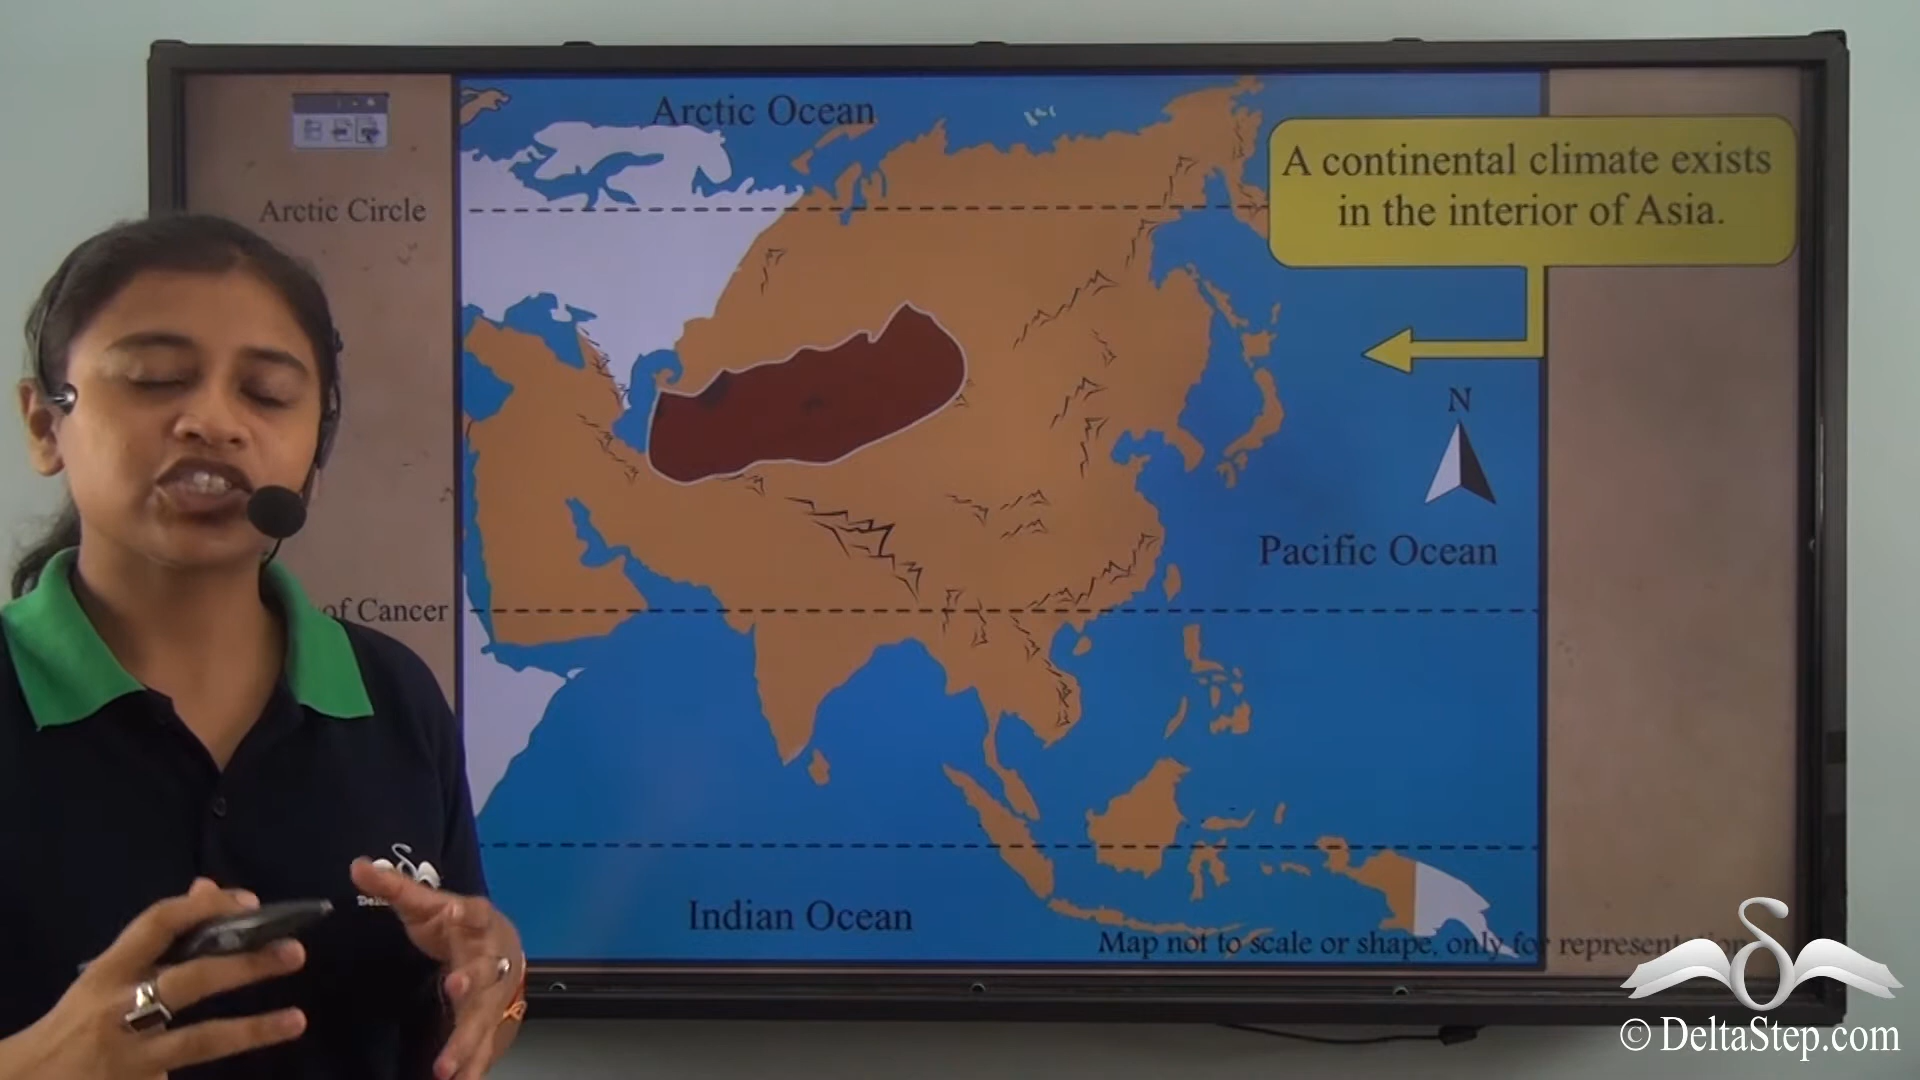 Arctic Ocean
A continental climate exists
in the interior of Asia.
Arctic Circle
N
Pacific Ocean
of Cancer
Indian Ocean
Map not to scale or shape, only for
© DeltaStep.com